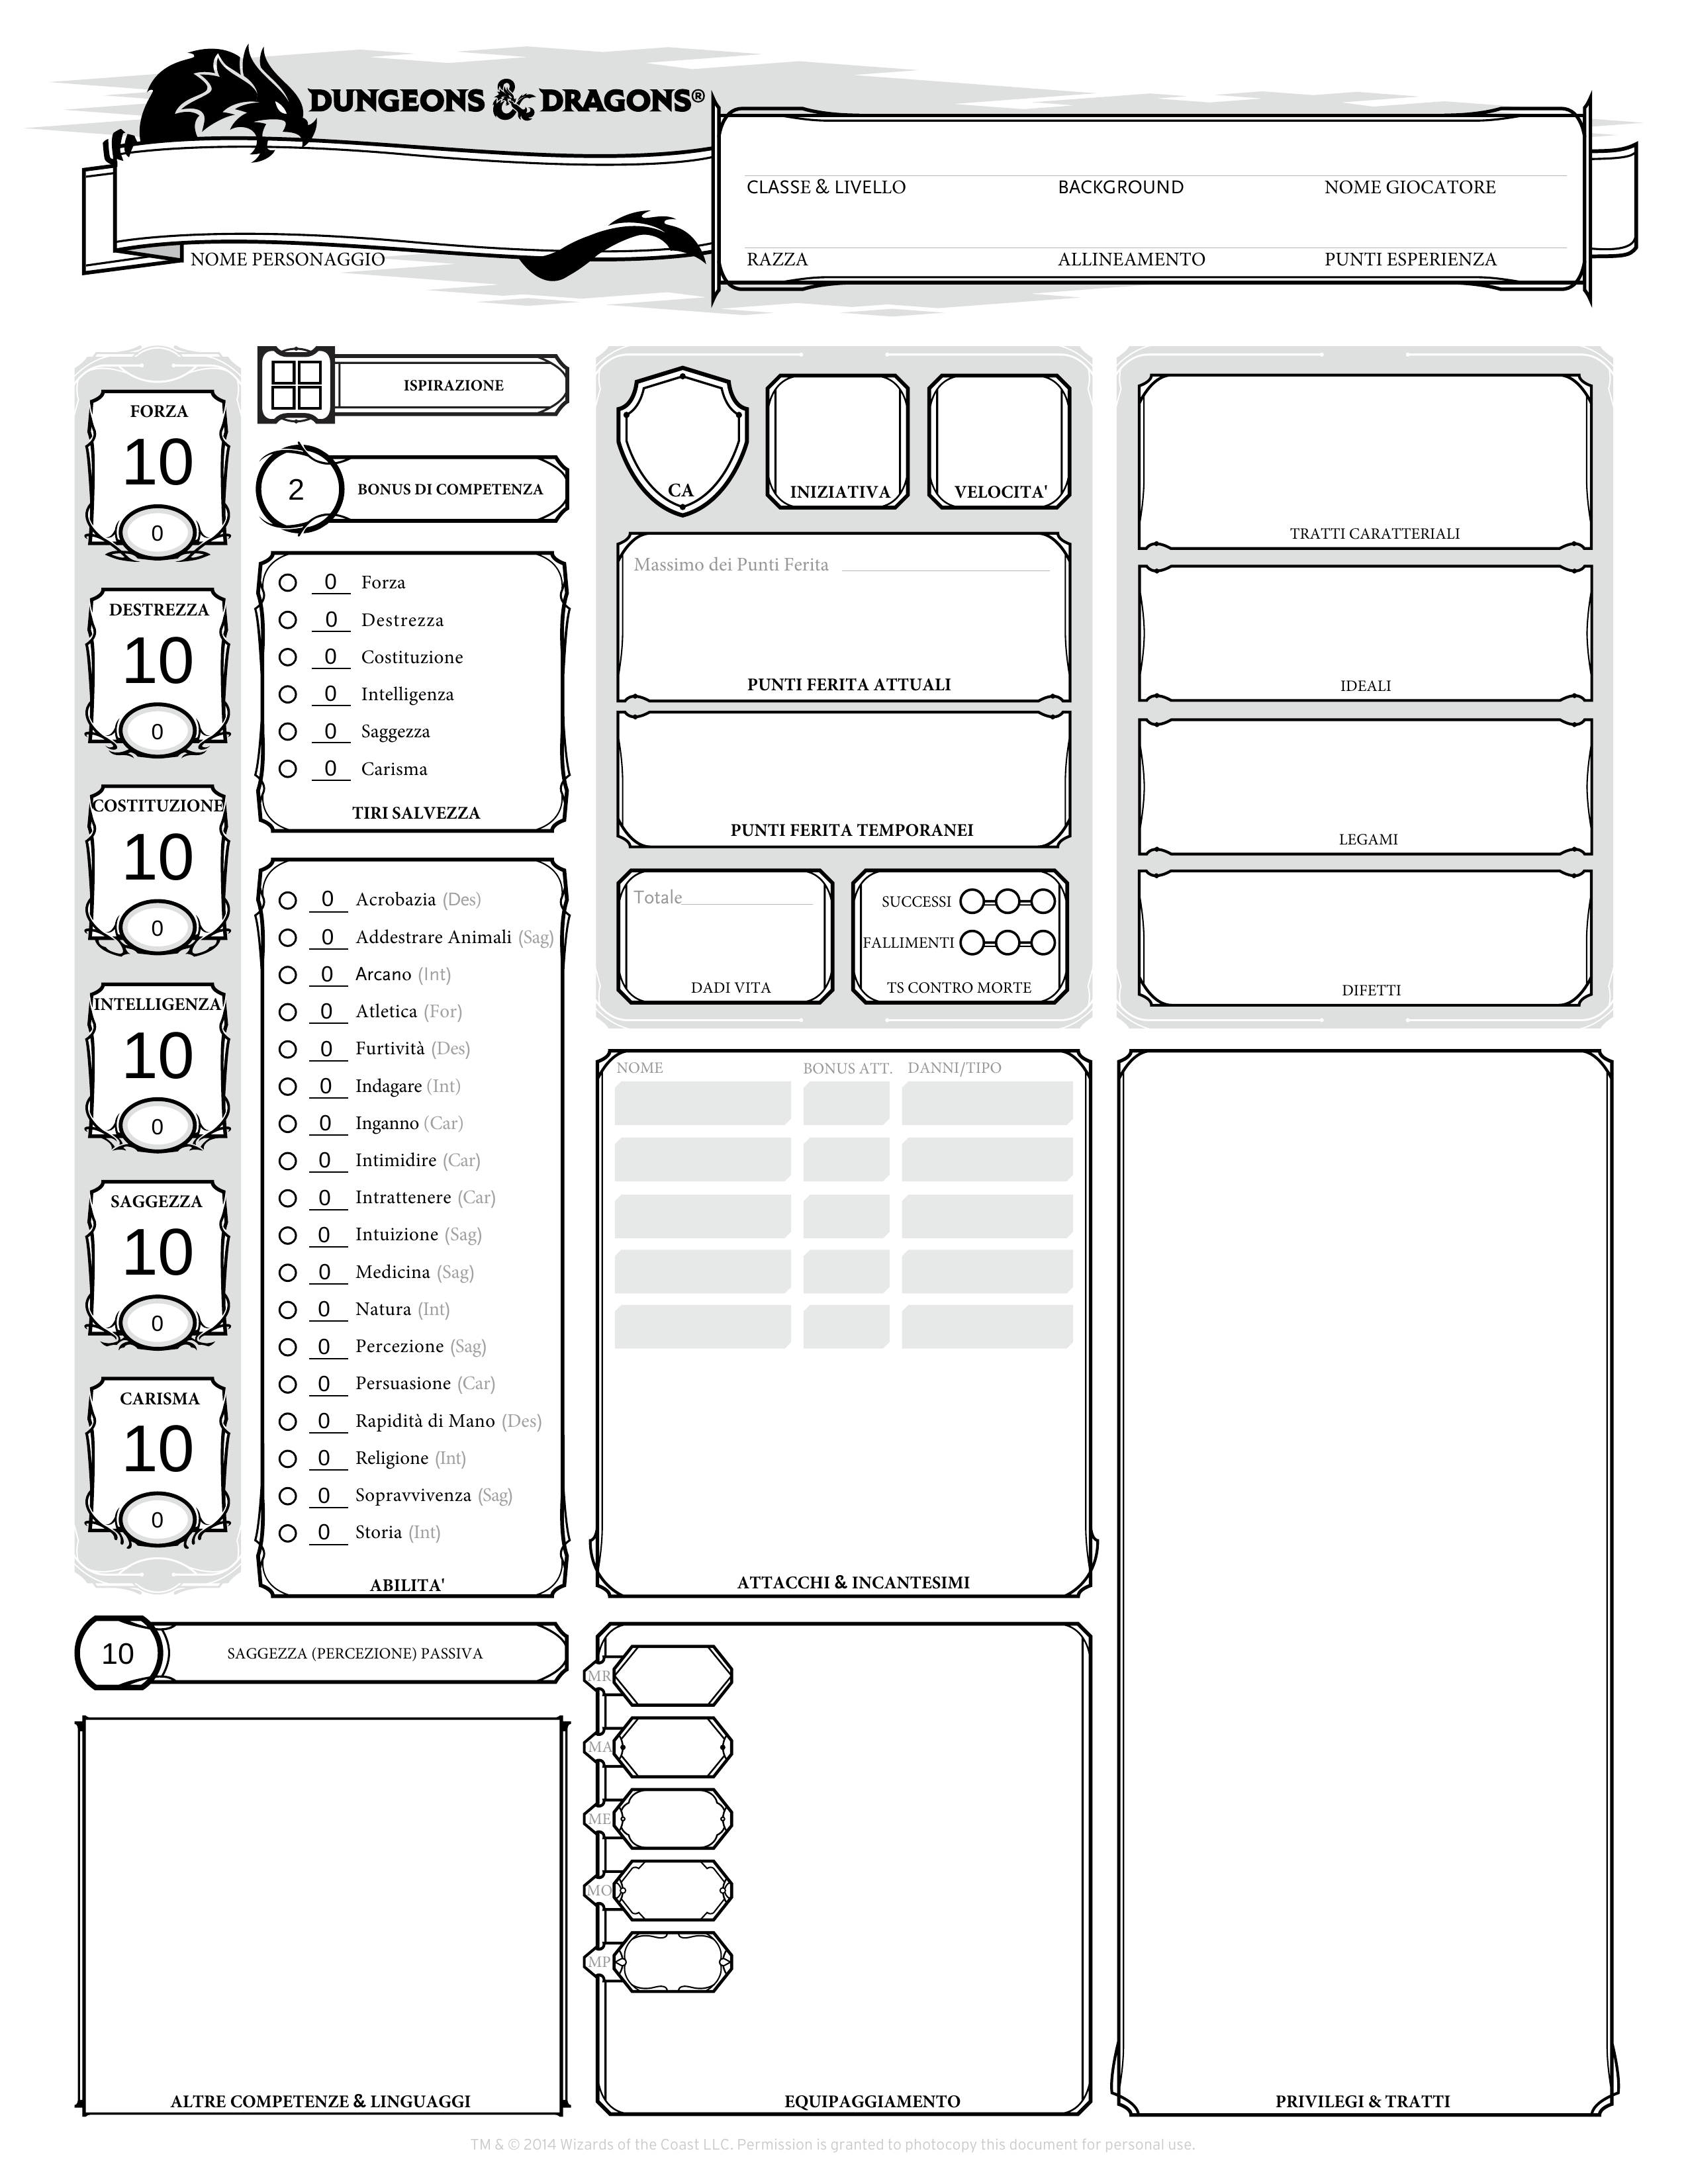 DUNGEONS & DRAGONS®
CLASSE & LIVELLO
BACKGROUND
NOME GIOCATORE
NOME PERSONAGGIO
RAZZA
ALLINEAMENTO
PUNTI ESPERIENZA
FORZA
10
0
DESTREZZA
10
0
COSTITUZIONE
10
0
INTELLIGENZA
10
0
SAGGEZZA
10
0
CARISMA
10
0
ISPIRAZIONE
2 BONUS DI COMPETENZA
0 Forza
0 Destrezza
0 Costituzione
0 Intelligenza
0 Saggezza
0 Carisma
TIRI SALVEZZA
0 Acrobazia (Des)
0 Addestrare Animali (Sag)
0 Arcano (Int)
0 Atletica (For)
0 Furtività (Des)
0 Indagare (Int)
0 Inganno (Car)
0 Intimidire (Car)
0 Intrattenere (Car)
0 Intuizione (Sag)
0 Medicina (Sag)
0 Natura (Int)
0 Percezione (Sag)
0 Persuasione (Car)
0 Rapidità di Mano (Des)
0 Religione (Int)
0 Sopravvivenza (Sag)
0 Storia (Int)
ABILITA'
10 SAGGEZZA (PERCEZIONE) PASSIVA
ALTRE COMPETENZE & LINGUAGGI
CA
INIZIATIVA
VELOCITA'
Massimo dei Punti Ferita
PUNTI FERITA ATTUALI
PUNTI FERITA TEMPORANEI
Totale
DADI VITA
SUCCESSI
FALLIMENTI
TS CONTRO MORTE
NOME BONUS ATT. DANNI/TIPO
ATTACCHI & INCANTESIMI
MR
MA
ME
MO
MP
EQUIPAGGIAMENTO
TRATTI CARATTERIALI
IDEALI
LEGAMI
DIFETTI
PRIVILEGI & TRATTI
TM & © 2014 Wizards of the Coast LLC. Permission is granted to photocopy this document for personal use.